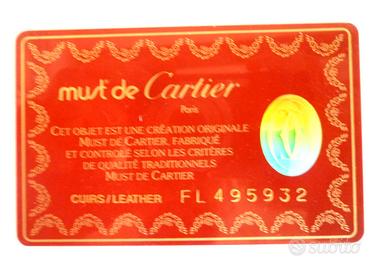 must de Cartier
Paris
CET OBJET EST UNE CRÉATION ORIGINALE
MUST DE CARTIER, FABRIQUÉ
ET CONTROLÉ SELON LES CRITÈRES
DE QUALITÉ TRADITIONNELS
MUST DE CARTIER
CUIRS/LEATHER FL 495932
subito